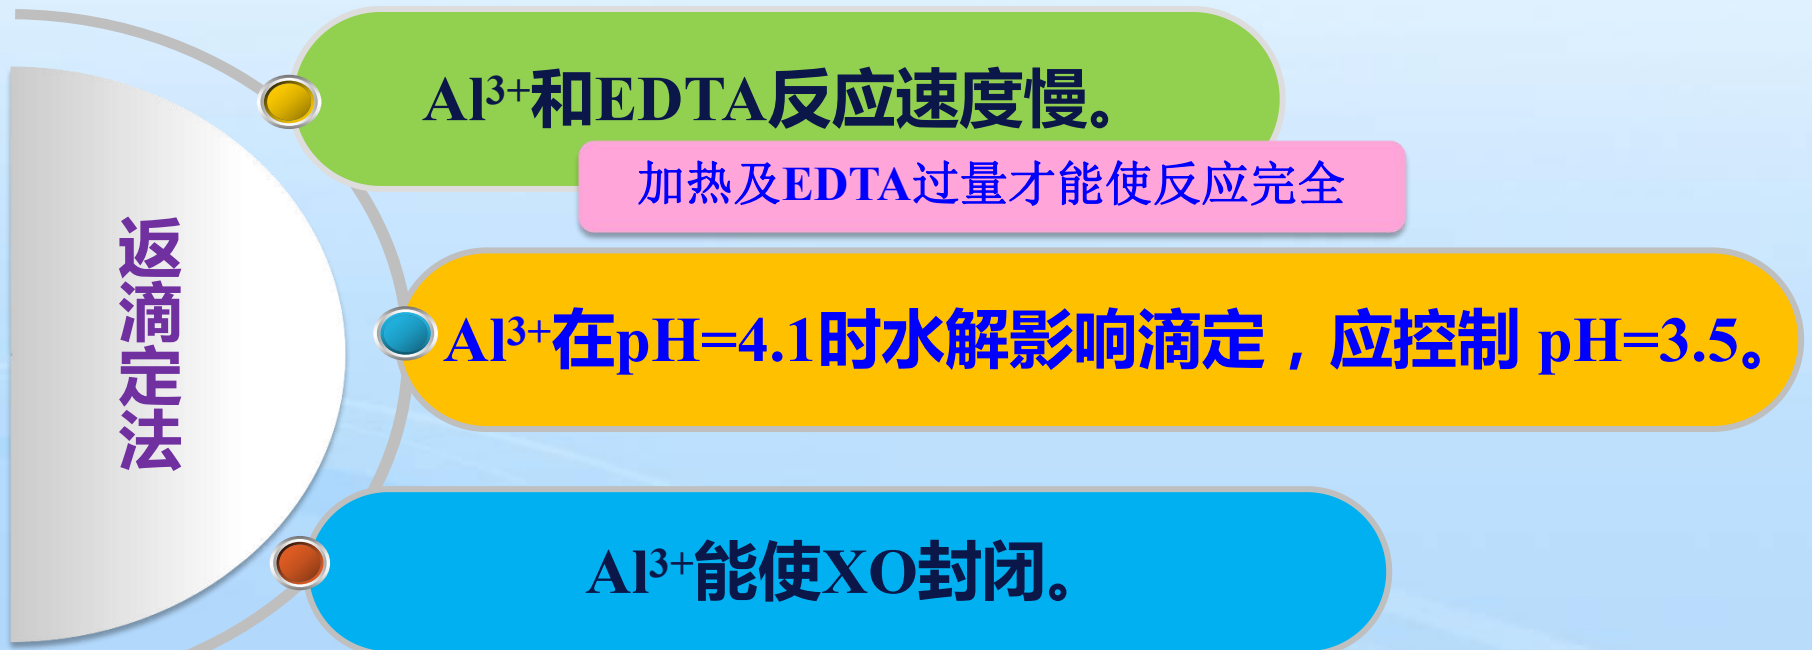 返滴定法
Al³⁺和EDTA反应速度慢。
加热及EDTA过量才能使反应完全
Al³⁺在pH=4.1时水解影响滴定，应控制 pH=3.5。
Al³⁺能使XO封闭。